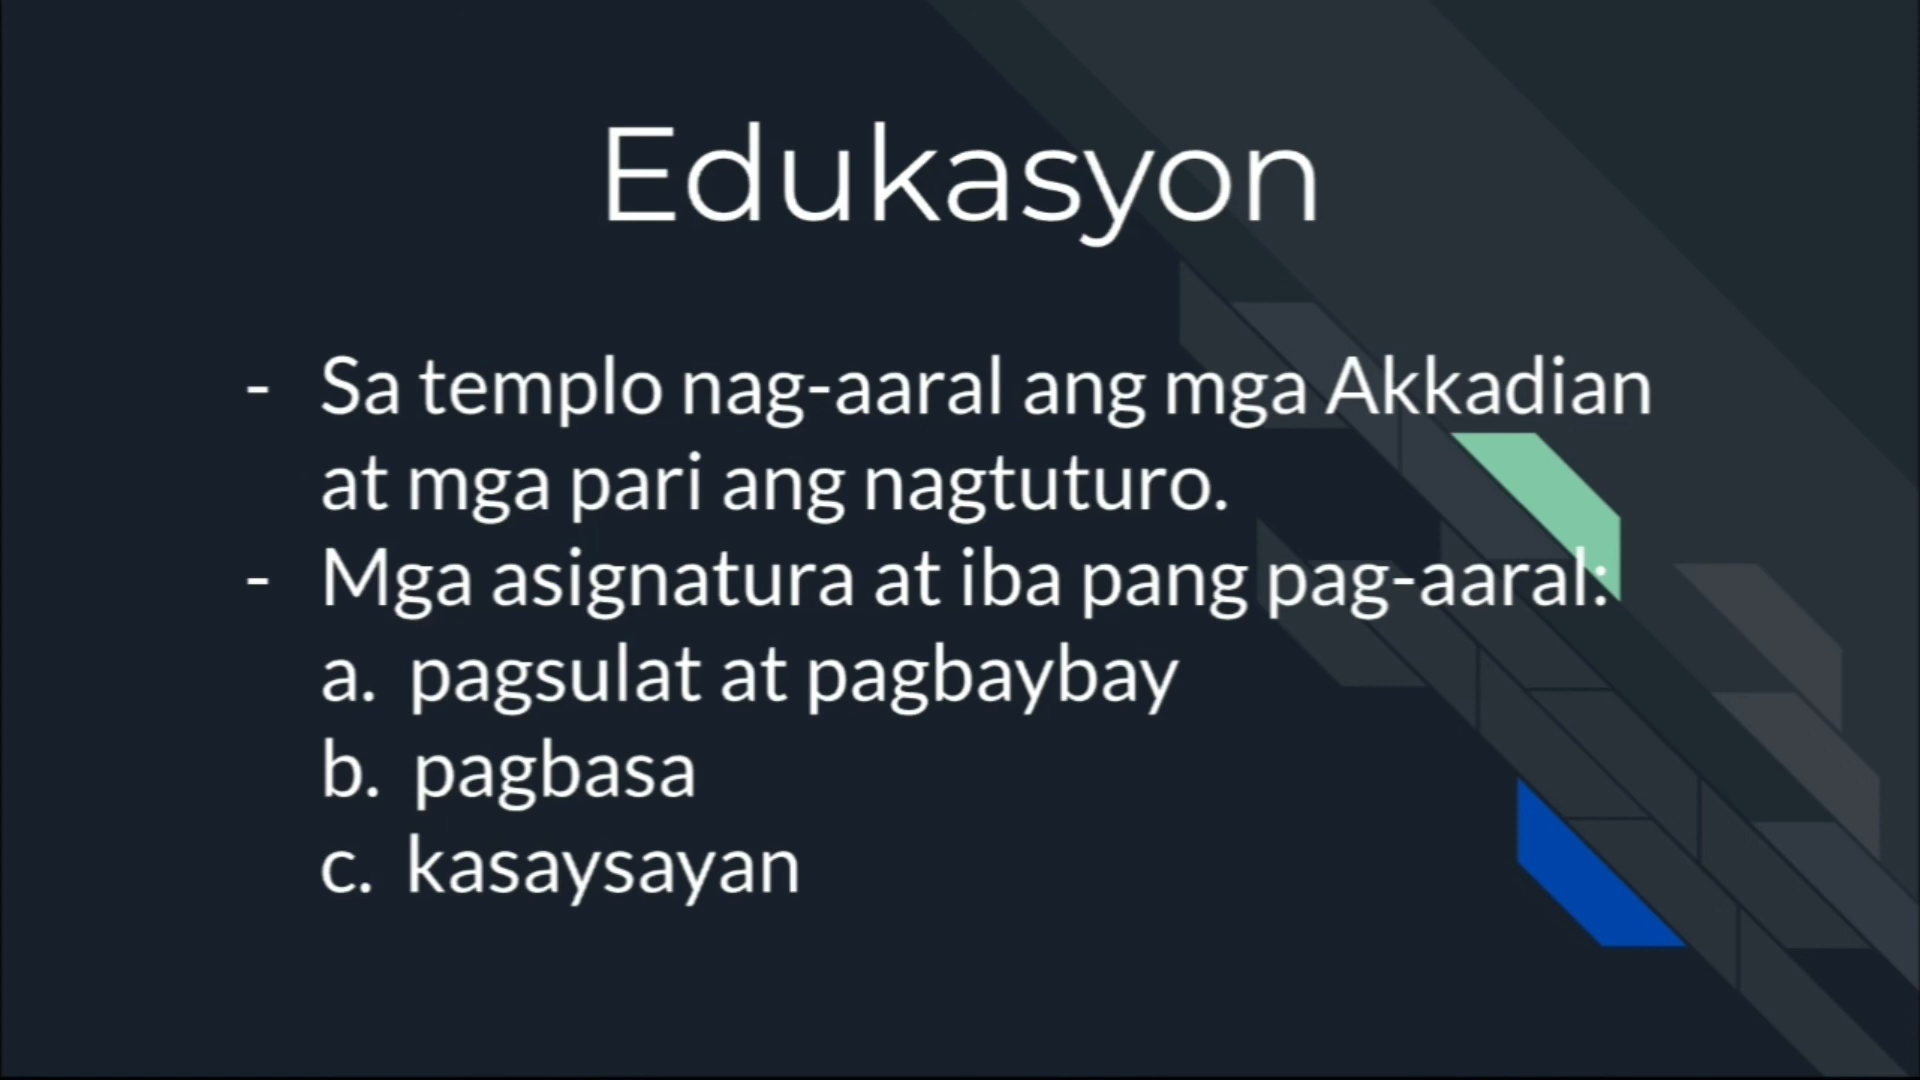 Edukasyon
- Sa templo nag-aaral ang mga Akkadian
at mga pari ang nagtuturo.
- Mga asignatura at iba pang pag-aaral:
a. pagsulat at pagbaybay
b. pagbasa
c. kasaysayan